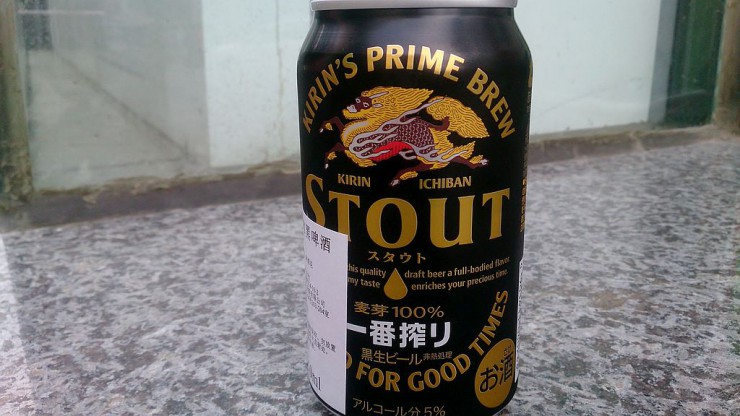 KIRIN'S PRIME BREW
KIRIN ICHIBAN
STOUT
スタウト
啤酒
his quality draft beer a full-bodied flavor
my taste enriches your precious time
麦芽100%
一番搾り
黒生ビール 非熱処理
FOR GOOD TIMES
お酒
アルコール分5%